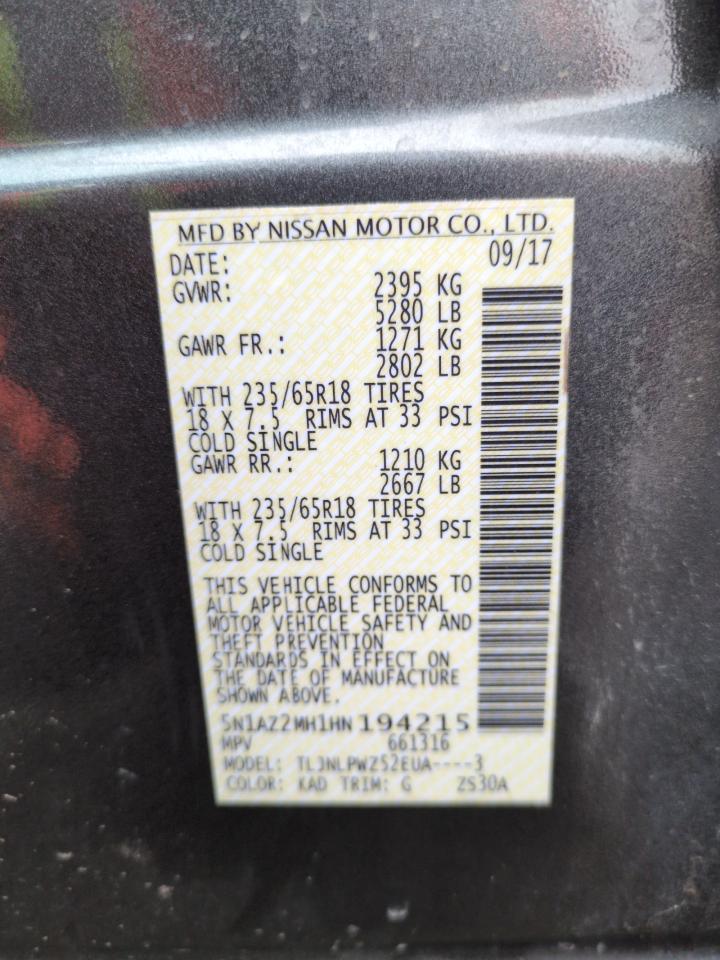 MFD BY NISSAN MOTOR CO., LTD.
DATE: 09/17
GVWR: 2395 KG
5280 LB
GAWR FR.: 1271 KG
2802 LB
WITH 235/65R18 TIRES
18 X 7.5 RIMS AT 33 PSI
COLD SINGLE
GAWR RR.: 1210 KG
2667 LB
WITH 235/65R18 TIRES
18 X 7.5 RIMS AT 33 PSI
COLD SINGLE
THIS VEHICLE CONFORMS TO
ALL APPLICABLE FEDERAL
MOTOR VEHICLE SAFETY AND
THEFT PREVENTION
STANDARDS IN EFFECT ON
THE DATE OF MANUFACTURE
SHOWN ABOVE.
5N1AZ2MH1HN194215
MPV 661316
MODEL: TLJNLPWZ52EUA----3
COLOR: KAD TRIM: G ZS30A